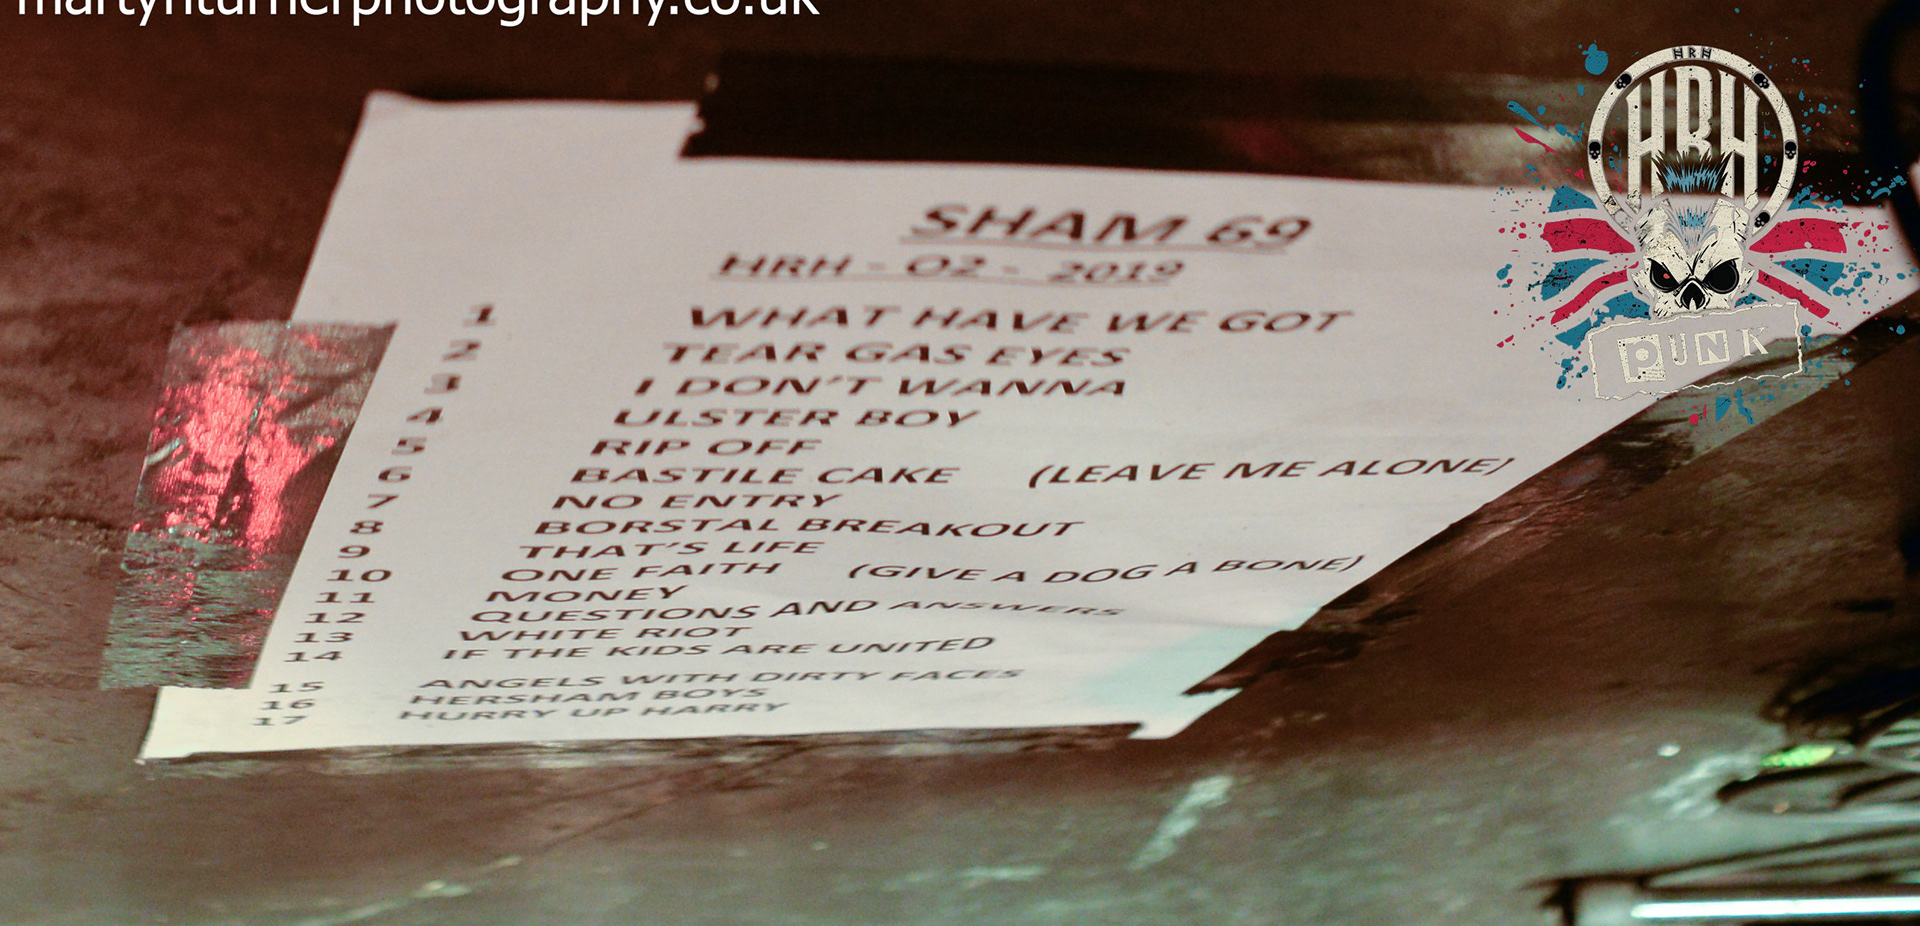 martynturnerphotography.co.uk
HRH
HRH
PUNK
SHAM 69
HRH - O2 - 2019
1 WHAT HAVE WE GOT
2 TEAR GAS EYES
3 I DON'T WANNA
4 ULSTER BOY
5 RIP OFF
6 BASTILE CAKE (LEAVE ME ALONE)
7 NO ENTRY
8 BORSTAL BREAKOUT
9 THAT'S LIFE
10 ONE FAITH (GIVE A DOG A BONE)
11 MONEY
12 QUESTIONS AND ANSWERS
13 WHITE RIOT
14 IF THE KIDS ARE UNITED
15 ANGELS WITH DIRTY FACES
16 HERSHAM BOYS
17 HURRY UP HARRY